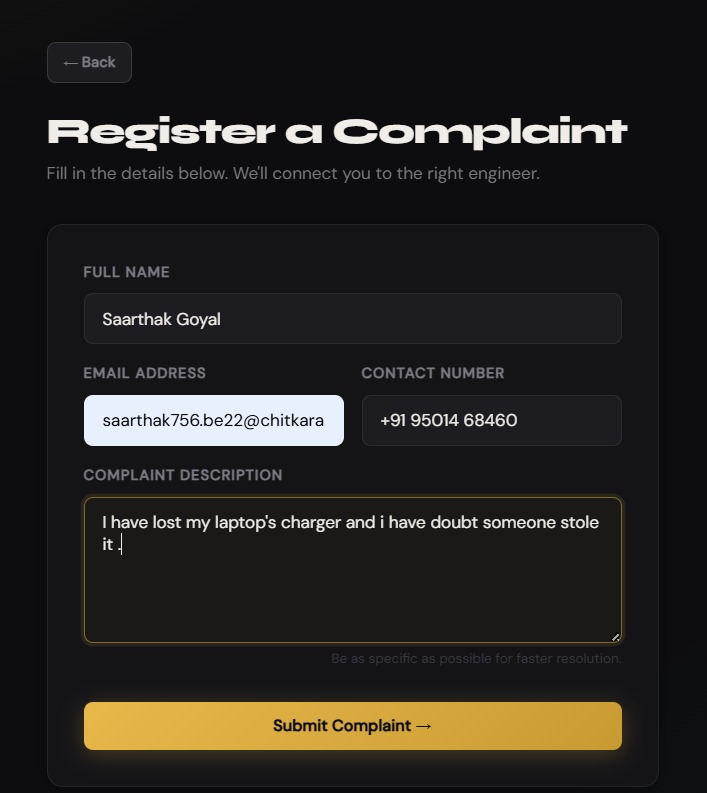 ← Back
Register a Complaint
Fill in the details below. We'll connect you to the right engineer.
FULL NAME
Saarthak Goyal
EMAIL ADDRESS
CONTACT NUMBER
saarthak756.be22@chitkara
+91 95014 68460
COMPLAINT DESCRIPTION
I have lost my laptop's charger and i have doubt someone stole
it .
Be as specific as possible for faster resolution.
Submit Complaint →